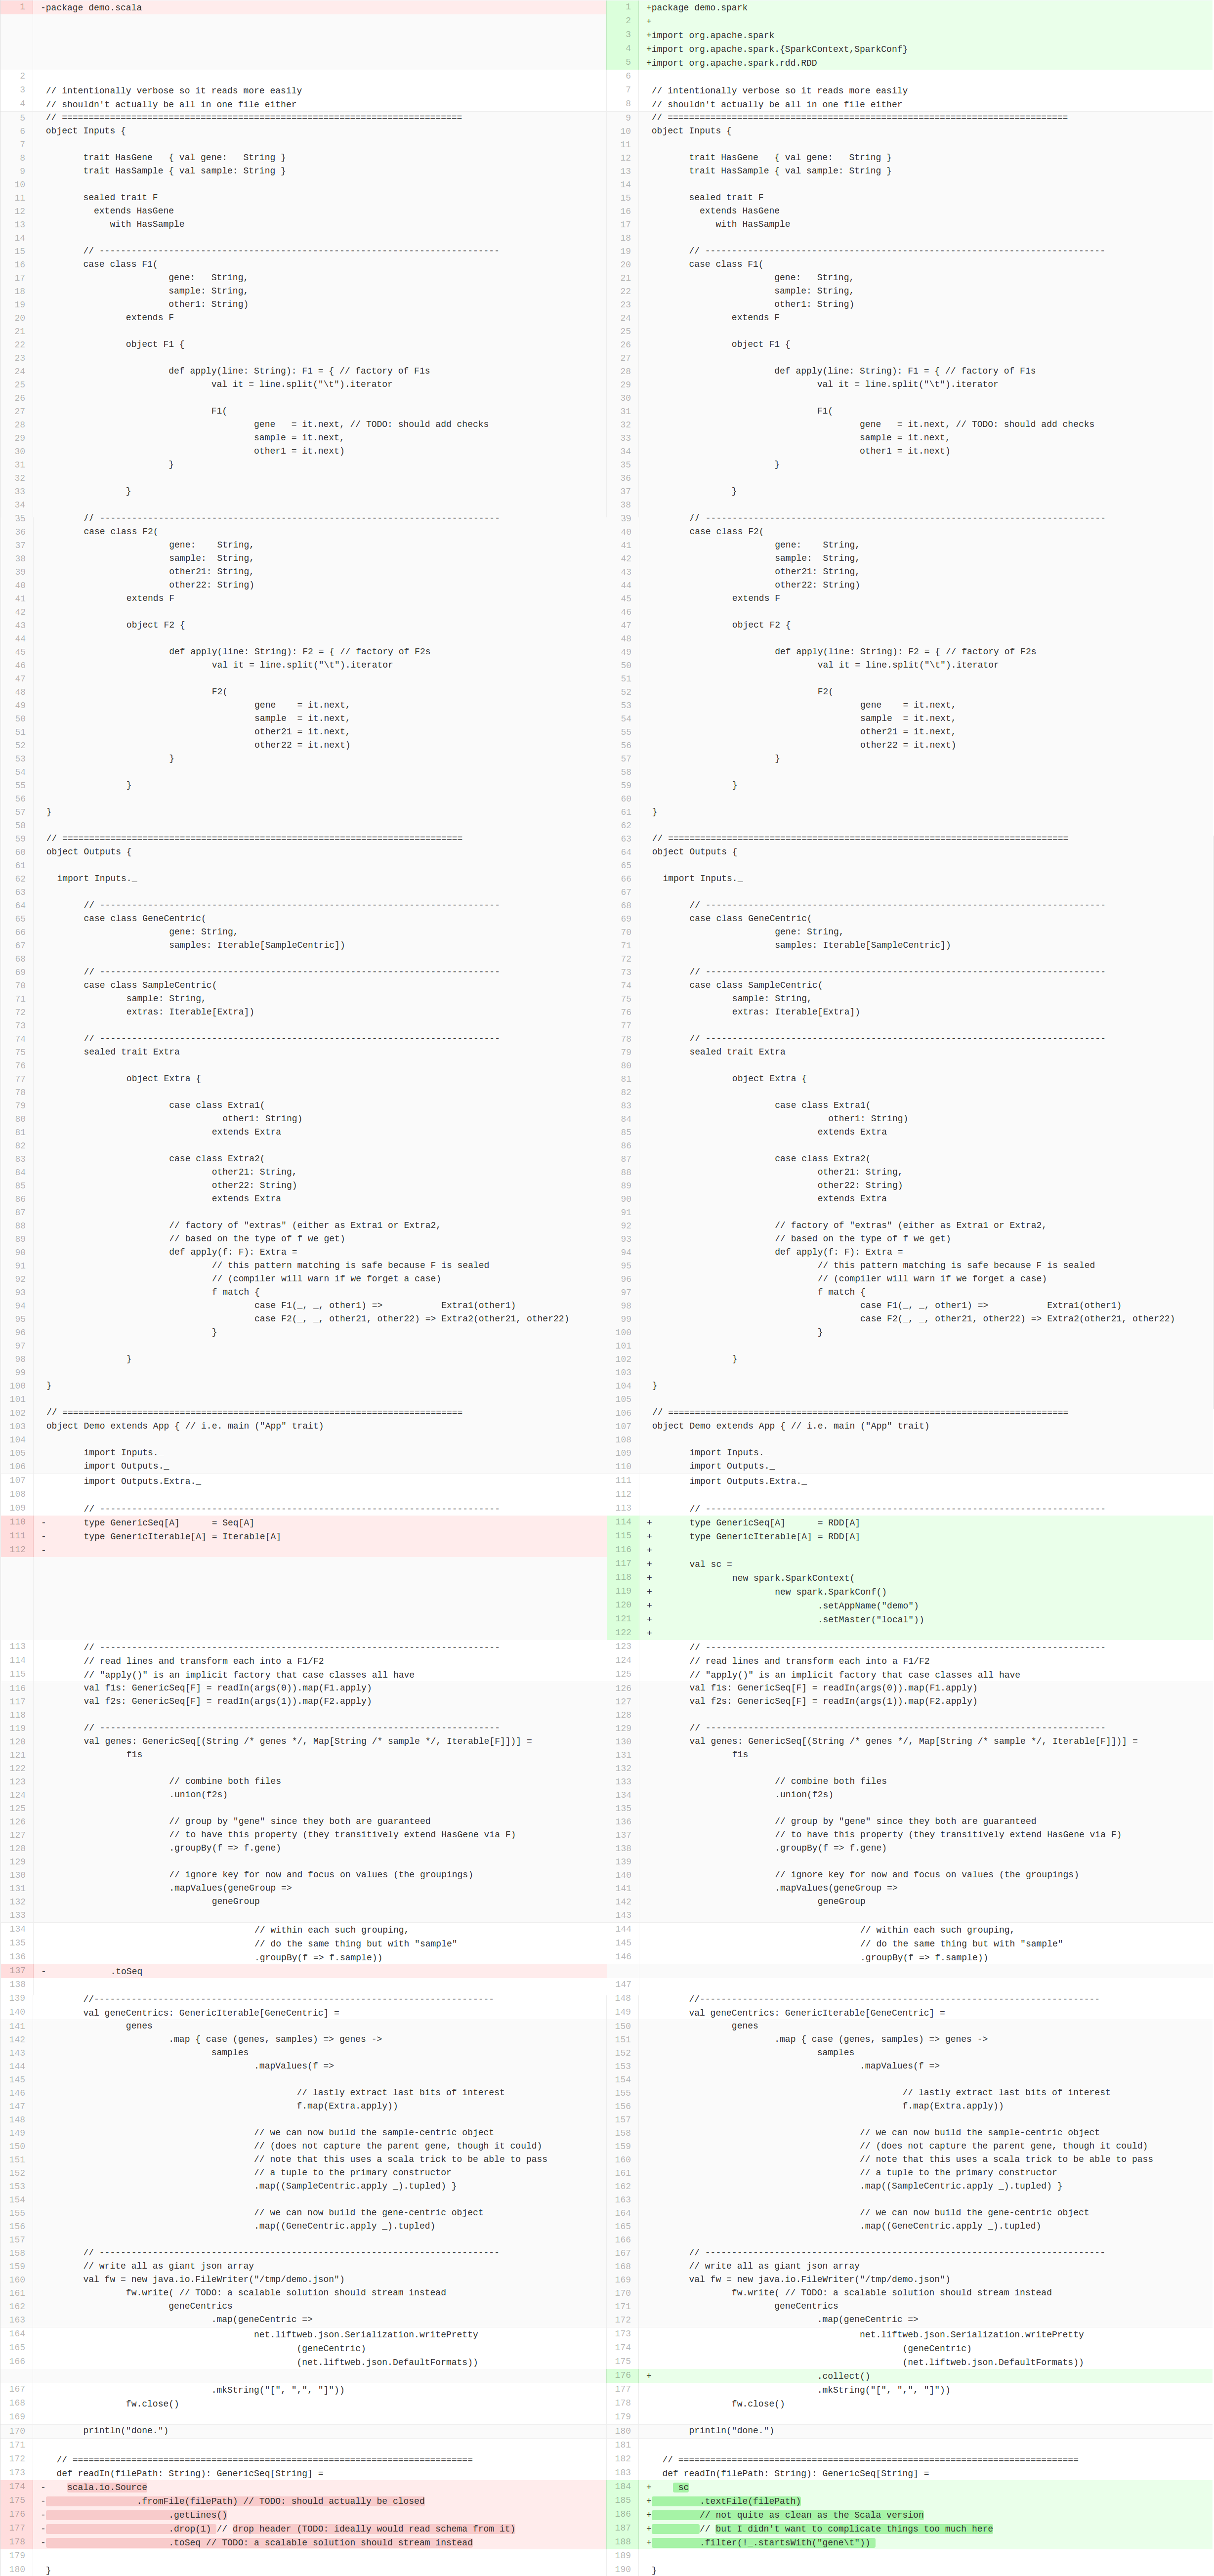 1 -package demo.scala
2
3 // intentionally verbose so it reads more easily
4 // shouldn't actually be all in one file either
5 // ===========================================================================
6 object Inputs {
7
8 trait HasGene   { val gene:   String }
9 trait HasSample { val sample: String }
10
11 sealed trait F
12 extends HasGene
13 with HasSample
14
15 // ---------------------------------------------------------------------------
16 case class F1(
17 gene:   String,
18 sample: String,
19 other1: String)
20 extends F
21
22 object F1 {
23
24 def apply(line: String): F1 = { // factory of F1s
25 val it = line.split("\t").iterator
26
27 F1(
28 gene   = it.next, // TODO: should add checks
29 sample = it.next,
30 other1 = it.next)
31 }
32
33 }
34
35 // ---------------------------------------------------------------------------
36 case class F2(
37 gene:    String,
38 sample:  String,
39 other21: String,
40 other22: String)
41 extends F
42
43 object F2 {
44
45 def apply(line: String): F2 = { // factory of F2s
46 val it = line.split("\t").iterator
47
48 F2(
49 gene    = it.next,
50 sample  = it.next,
51 other21 = it.next,
52 other22 = it.next)
53 }
54
55 }
56
57 }
58
59 // ===========================================================================
60 object Outputs {
61
62 import Inputs._
63
64 // ---------------------------------------------------------------------------
65 case class GeneCentric(
66 gene: String,
67 samples: Iterable[SampleCentric])
68
69 // ---------------------------------------------------------------------------
70 case class SampleCentric(
71 sample: String,
72 extras: Iterable[Extra])
73
74 // ---------------------------------------------------------------------------
75 sealed trait Extra
76
77 object Extra {
78
79 case class Extra1(
80 other1: String)
81 extends Extra
82
83 case class Extra2(
84 other21: String,
85 other22: String)
86 extends Extra
87
88 // factory of "extras" (either as Extra1 or Extra2,
89 // based on the type of f we get)
90 def apply(f: F): Extra =
91 // this pattern matching is safe because F is sealed
92 // (compiler will warn if we forget a case)
93 f match {
94 case F1(_, _, other1) =>           Extra1(other1)
95 case F2(_, _, other21, other22) => Extra2(other21, other22)
96 }
97
98 }
99
100 }
101
102 // ===========================================================================
103 object Demo extends App { // i.e. main ("App" trait)
104
105 import Inputs._
106 import Outputs._
107 import Outputs.Extra._
108
109 // ---------------------------------------------------------------------------
110 - type GenericSeq[A]      = Seq[A]
111 - type GenericIterable[A] = Iterable[A]
112 -
113 // ---------------------------------------------------------------------------
114 // read lines and transform each into a F1/F2
115 // "apply()" is an implicit factory that case classes all have
116 val f1s: GenericSeq[F] = readIn(args(0)).map(F1.apply)
117 val f2s: GenericSeq[F] = readIn(args(1)).map(F2.apply)
118
119 // ---------------------------------------------------------------------------
120 val genes: GenericSeq[(String /* genes */, Map[String /* sample */, Iterable[F]])] =
121 f1s
122
123 // combine both files
124 .union(f2s)
125
126 // group by "gene" since they both are guaranteed
127 // to have this property (they transitively extend HasGene via F)
128 .groupBy(f => f.gene)
129
130 // ignore key for now and focus on values (the groupings)
131 .mapValues(geneGroup =>
132 geneGroup
133
134 // within each such grouping,
135 // do the same thing but with "sample"
136 .groupBy(f => f.sample))
137 - .toSeq
138
139 //--------------------------------------------------------------------------
140 val geneCentrics: GenericIterable[GeneCentric] =
141 genes
142 .map { case (genes, samples) => genes ->
143 samples
144 .mapValues(f =>
145
146 // lastly extract last bits of interest
147 f.map(Extra.apply))
148
149 // we can now build the sample-centric object
150 // (does not capture the parent gene, though it could)
151 // note that this uses a scala trick to be able to pass
152 // a tuple to the primary constructor
153 .map((SampleCentric.apply _).tupled) }
154
155 // we can now build the gene-centric object
156 .map((GeneCentric.apply _).tupled)
157
158 // ---------------------------------------------------------------------------
159 // write all as giant json array
160 val fw = new java.io.FileWriter("/tmp/demo.json")
161 fw.write( // TODO: a scalable solution should stream instead
162 geneCentrics
163 .map(geneCentric =>
164 net.liftweb.json.Serialization.writePretty
165 (geneCentric)
166 (net.liftweb.json.DefaultFormats))
167 .mkString("[", ",", "]"))
168 fw.close()
169
170 println("done.")
171
172 // ===========================================================================
173 def readIn(filePath: String): GenericSeq[String] =
174 - scala.io.Source
175 - .fromFile(filePath) // TODO: should actually be closed
176 - .getLines()
177 - .drop(1) // drop header (TODO: ideally would read schema from it)
178 - .toSeq // TODO: a scalable solution should stream instead
179
180 }
1 +package demo.spark
2 +
3 +import org.apache.spark
4 +import org.apache.spark.{SparkContext,SparkConf}
5 +import org.apache.spark.rdd.RDD
6
7 // intentionally verbose so it reads more easily
8 // shouldn't actually be all in one file either
9 // ===========================================================================
10 object Inputs {
11
12 trait HasGene   { val gene:   String }
13 trait HasSample { val sample: String }
14
15 sealed trait F
16 extends HasGene
17 with HasSample
18
19 // ---------------------------------------------------------------------------
20 case class F1(
21 gene:   String,
22 sample: String,
23 other1: String)
24 extends F
25
26 object F1 {
27
28 def apply(line: String): F1 = { // factory of F1s
29 val it = line.split("\t").iterator
30
31 F1(
32 gene   = it.next, // TODO: should add checks
33 sample = it.next,
34 other1 = it.next)
35 }
36
37 }
38
39 // ---------------------------------------------------------------------------
40 case class F2(
41 gene:    String,
42 sample:  String,
43 other21: String,
44 other22: String)
45 extends F
46
47 object F2 {
48
49 def apply(line: String): F2 = { // factory of F2s
50 val it = line.split("\t").iterator
51
52 F2(
53 gene    = it.next,
54 sample  = it.next,
55 other21 = it.next,
56 other22 = it.next)
57 }
58
59 }
60
61 }
62
63 // ===========================================================================
64 object Outputs {
65
66 import Inputs._
67
68 // ---------------------------------------------------------------------------
69 case class GeneCentric(
70 gene: String,
71 samples: Iterable[SampleCentric])
72
73 // ---------------------------------------------------------------------------
74 case class SampleCentric(
75 sample: String,
76 extras: Iterable[Extra])
77
78 // ---------------------------------------------------------------------------
79 sealed trait Extra
80
81 object Extra {
82
83 case class Extra1(
84 other1: String)
85 extends Extra
86
87 case class Extra2(
88 other21: String,
89 other22: String)
90 extends Extra
91
92 // factory of "extras" (either as Extra1 or Extra2,
93 // based on the type of f we get)
94 def apply(f: F): Extra =
95 // this pattern matching is safe because F is sealed
96 // (compiler will warn if we forget a case)
97 f match {
98 case F1(_, _, other1) =>           Extra1(other1)
99 case F2(_, _, other21, other22) => Extra2(other21, other22)
100 }
101
102 }
103
104 }
105
106 // ===========================================================================
107 object Demo extends App { // i.e. main ("App" trait)
108
109 import Inputs._
110 import Outputs._
111 import Outputs.Extra._
112
113 // ---------------------------------------------------------------------------
114 + type GenericSeq[A]      = RDD[A]
115 + type GenericIterable[A] = RDD[A]
116 +
117 + val sc =
118 + new spark.SparkContext(
119 + new spark.SparkConf()
120 + .setAppName("demo")
121 + .setMaster("local"))
122 +
123 // ---------------------------------------------------------------------------
124 // read lines and transform each into a F1/F2
125 // "apply()" is an implicit factory that case classes all have
126 val f1s: GenericSeq[F] = readIn(args(0)).map(F1.apply)
127 val f2s: GenericSeq[F] = readIn(args(1)).map(F2.apply)
128
129 // ---------------------------------------------------------------------------
130 val genes: GenericSeq[(String /* genes */, Map[String /* sample */, Iterable[F]])] =
131 f1s
132
133 // combine both files
134 .union(f2s)
135
136 // group by "gene" since they both are guaranteed
137 // to have this property (they transitively extend HasGene via F)
138 .groupBy(f => f.gene)
139
140 // ignore key for now and focus on values (the groupings)
141 .mapValues(geneGroup =>
142 geneGroup
143
144 // within each such grouping,
145 // do the same thing but with "sample"
146 .groupBy(f => f.sample))
147
148 //--------------------------------------------------------------------------
149 val geneCentrics: GenericIterable[GeneCentric] =
150 genes
151 .map { case (genes, samples) => genes ->
152 samples
153 .mapValues(f =>
154
155 // lastly extract last bits of interest
156 f.map(Extra.apply))
157
158 // we can now build the sample-centric object
159 // (does not capture the parent gene, though it could)
160 // note that this uses a scala trick to be able to pass
161 // a tuple to the primary constructor
162 .map((SampleCentric.apply _).tupled) }
163
164 // we can now build the gene-centric object
165 .map((GeneCentric.apply _).tupled)
166
167 // ---------------------------------------------------------------------------
168 // write all as giant json array
169 val fw = new java.io.FileWriter("/tmp/demo.json")
170 fw.write( // TODO: a scalable solution should stream instead
171 geneCentrics
172 .map(geneCentric =>
173 net.liftweb.json.Serialization.writePretty
174 (geneCentric)
175 (net.liftweb.json.DefaultFormats))
176 + .collect()
177 .mkString("[", ",", "]"))
178 fw.close()
179
180 println("done.")
181
182 // ===========================================================================
183 def readIn(filePath: String): GenericSeq[String] =
184 + sc
185 + .textFile(filePath)
186 + // not quite as clean as the Scala version
187 + // but I didn't want to complicate things too much here
188 + .filter(!_.startsWith("gene\t"))
189
190 }